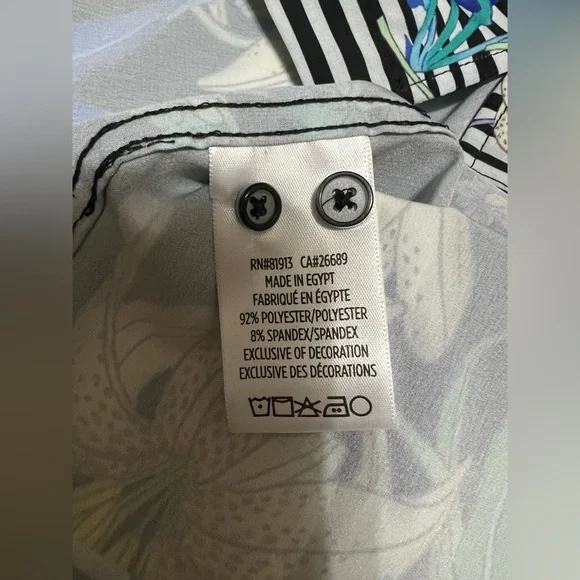 RN#81913 CA#26689
MADE IN EGYPT
FABRIQUÉ EN ÉGYPTE
92% POLYESTER/POLYESTER
8% SPANDEX/SPANDEX
EXCLUSIVE OF DECORATION
EXCLUSIVE DES DÉCORATIONS